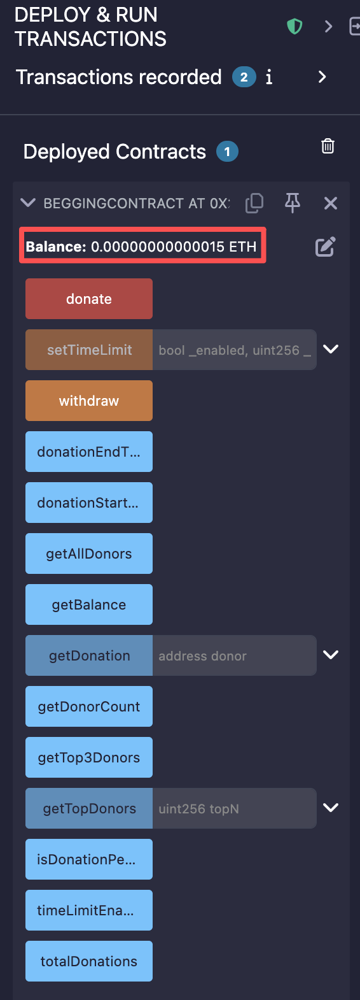 DEPLOY & RUN
TRANSACTIONS
Transactions recorded 2 i
Deployed Contracts 1
BEGGINGCONTRACT AT 0X
Balance: 0.00000000000015 ETH
donate
setTimeLimit bool _enabled, uint256 _
withdraw
donationEndT...
donationStart...
getAllDonors
getBalance
getDonation address donor
getDonorCount
getTop3Donors
getTopDonors uint256 topN
isDonationPe...
timeLimitEna...
totalDonations